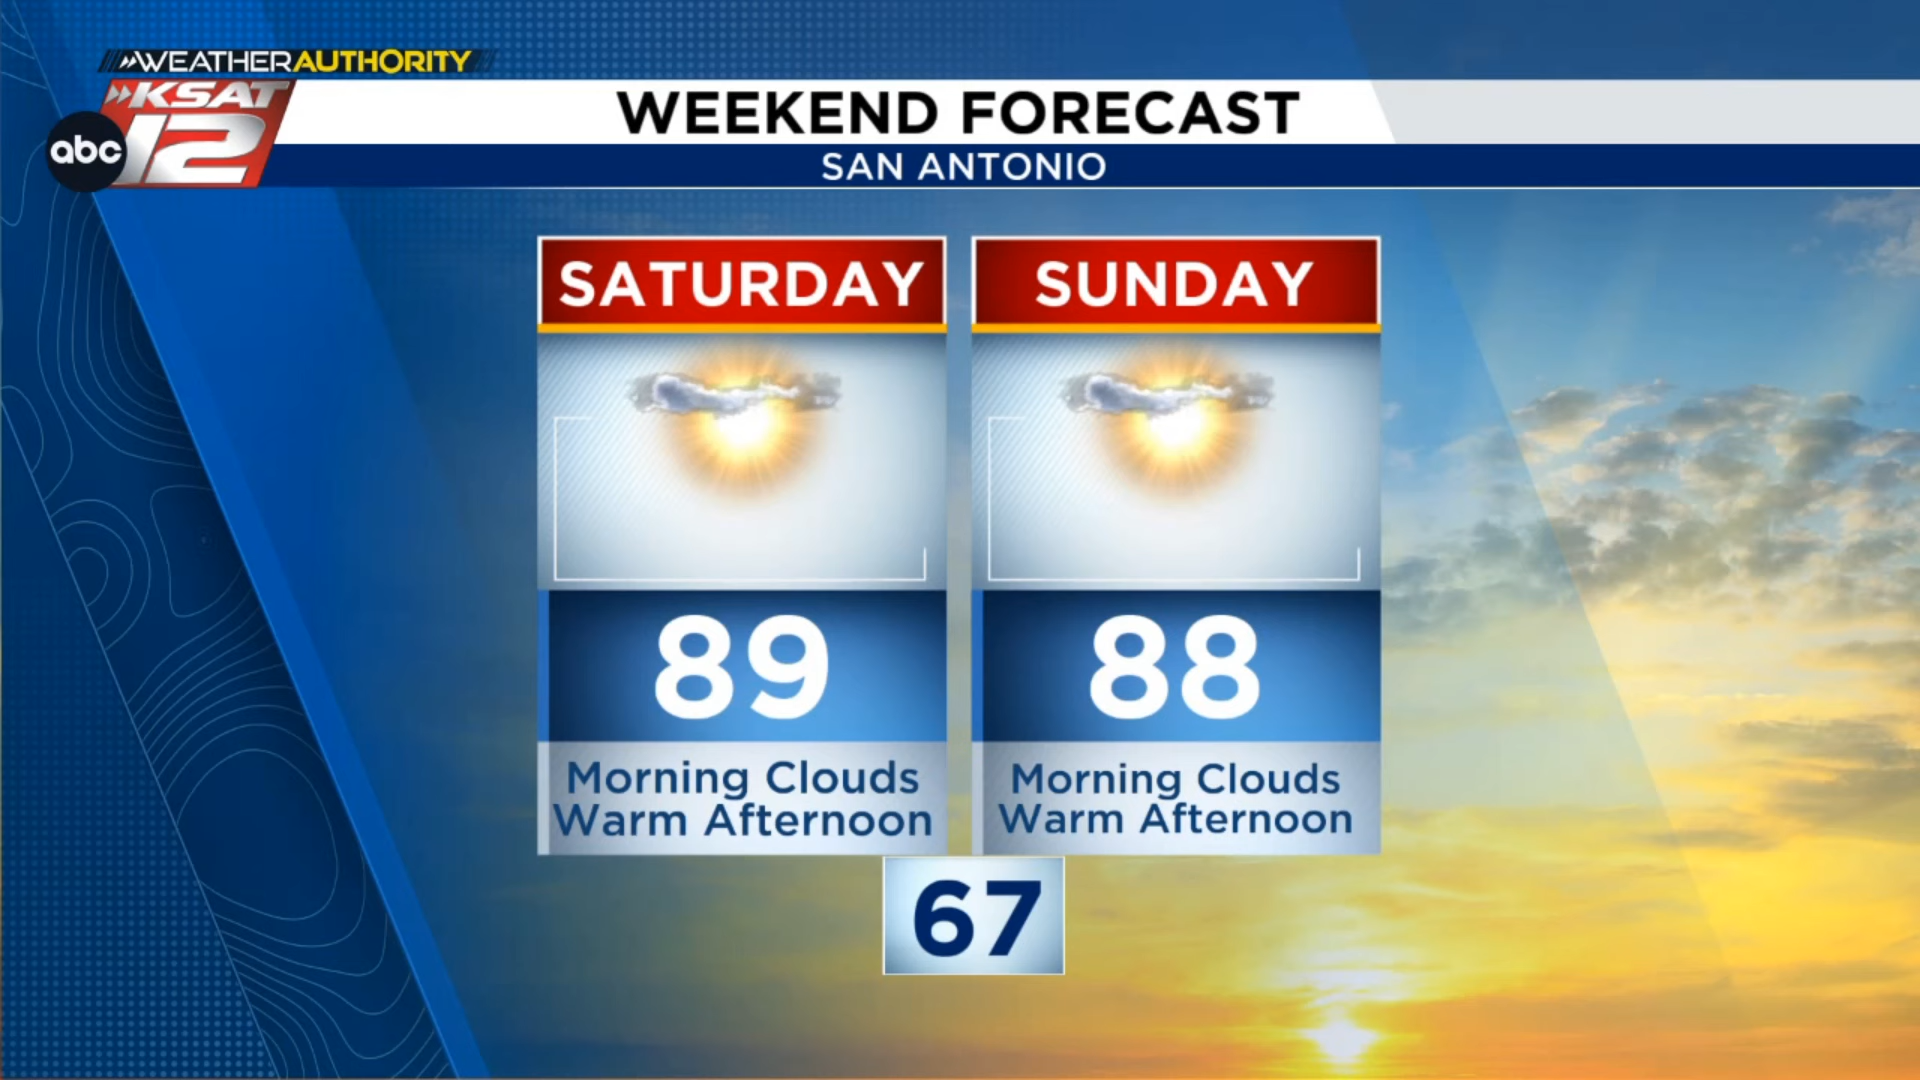 WEATHERAUTHORITY
KSAT
abc
12
WEEKEND FORECAST
SAN ANTONIO
SATURDAY
89
Morning Clouds
Warm Afternoon
SUNDAY
88
Morning Clouds
Warm Afternoon
67